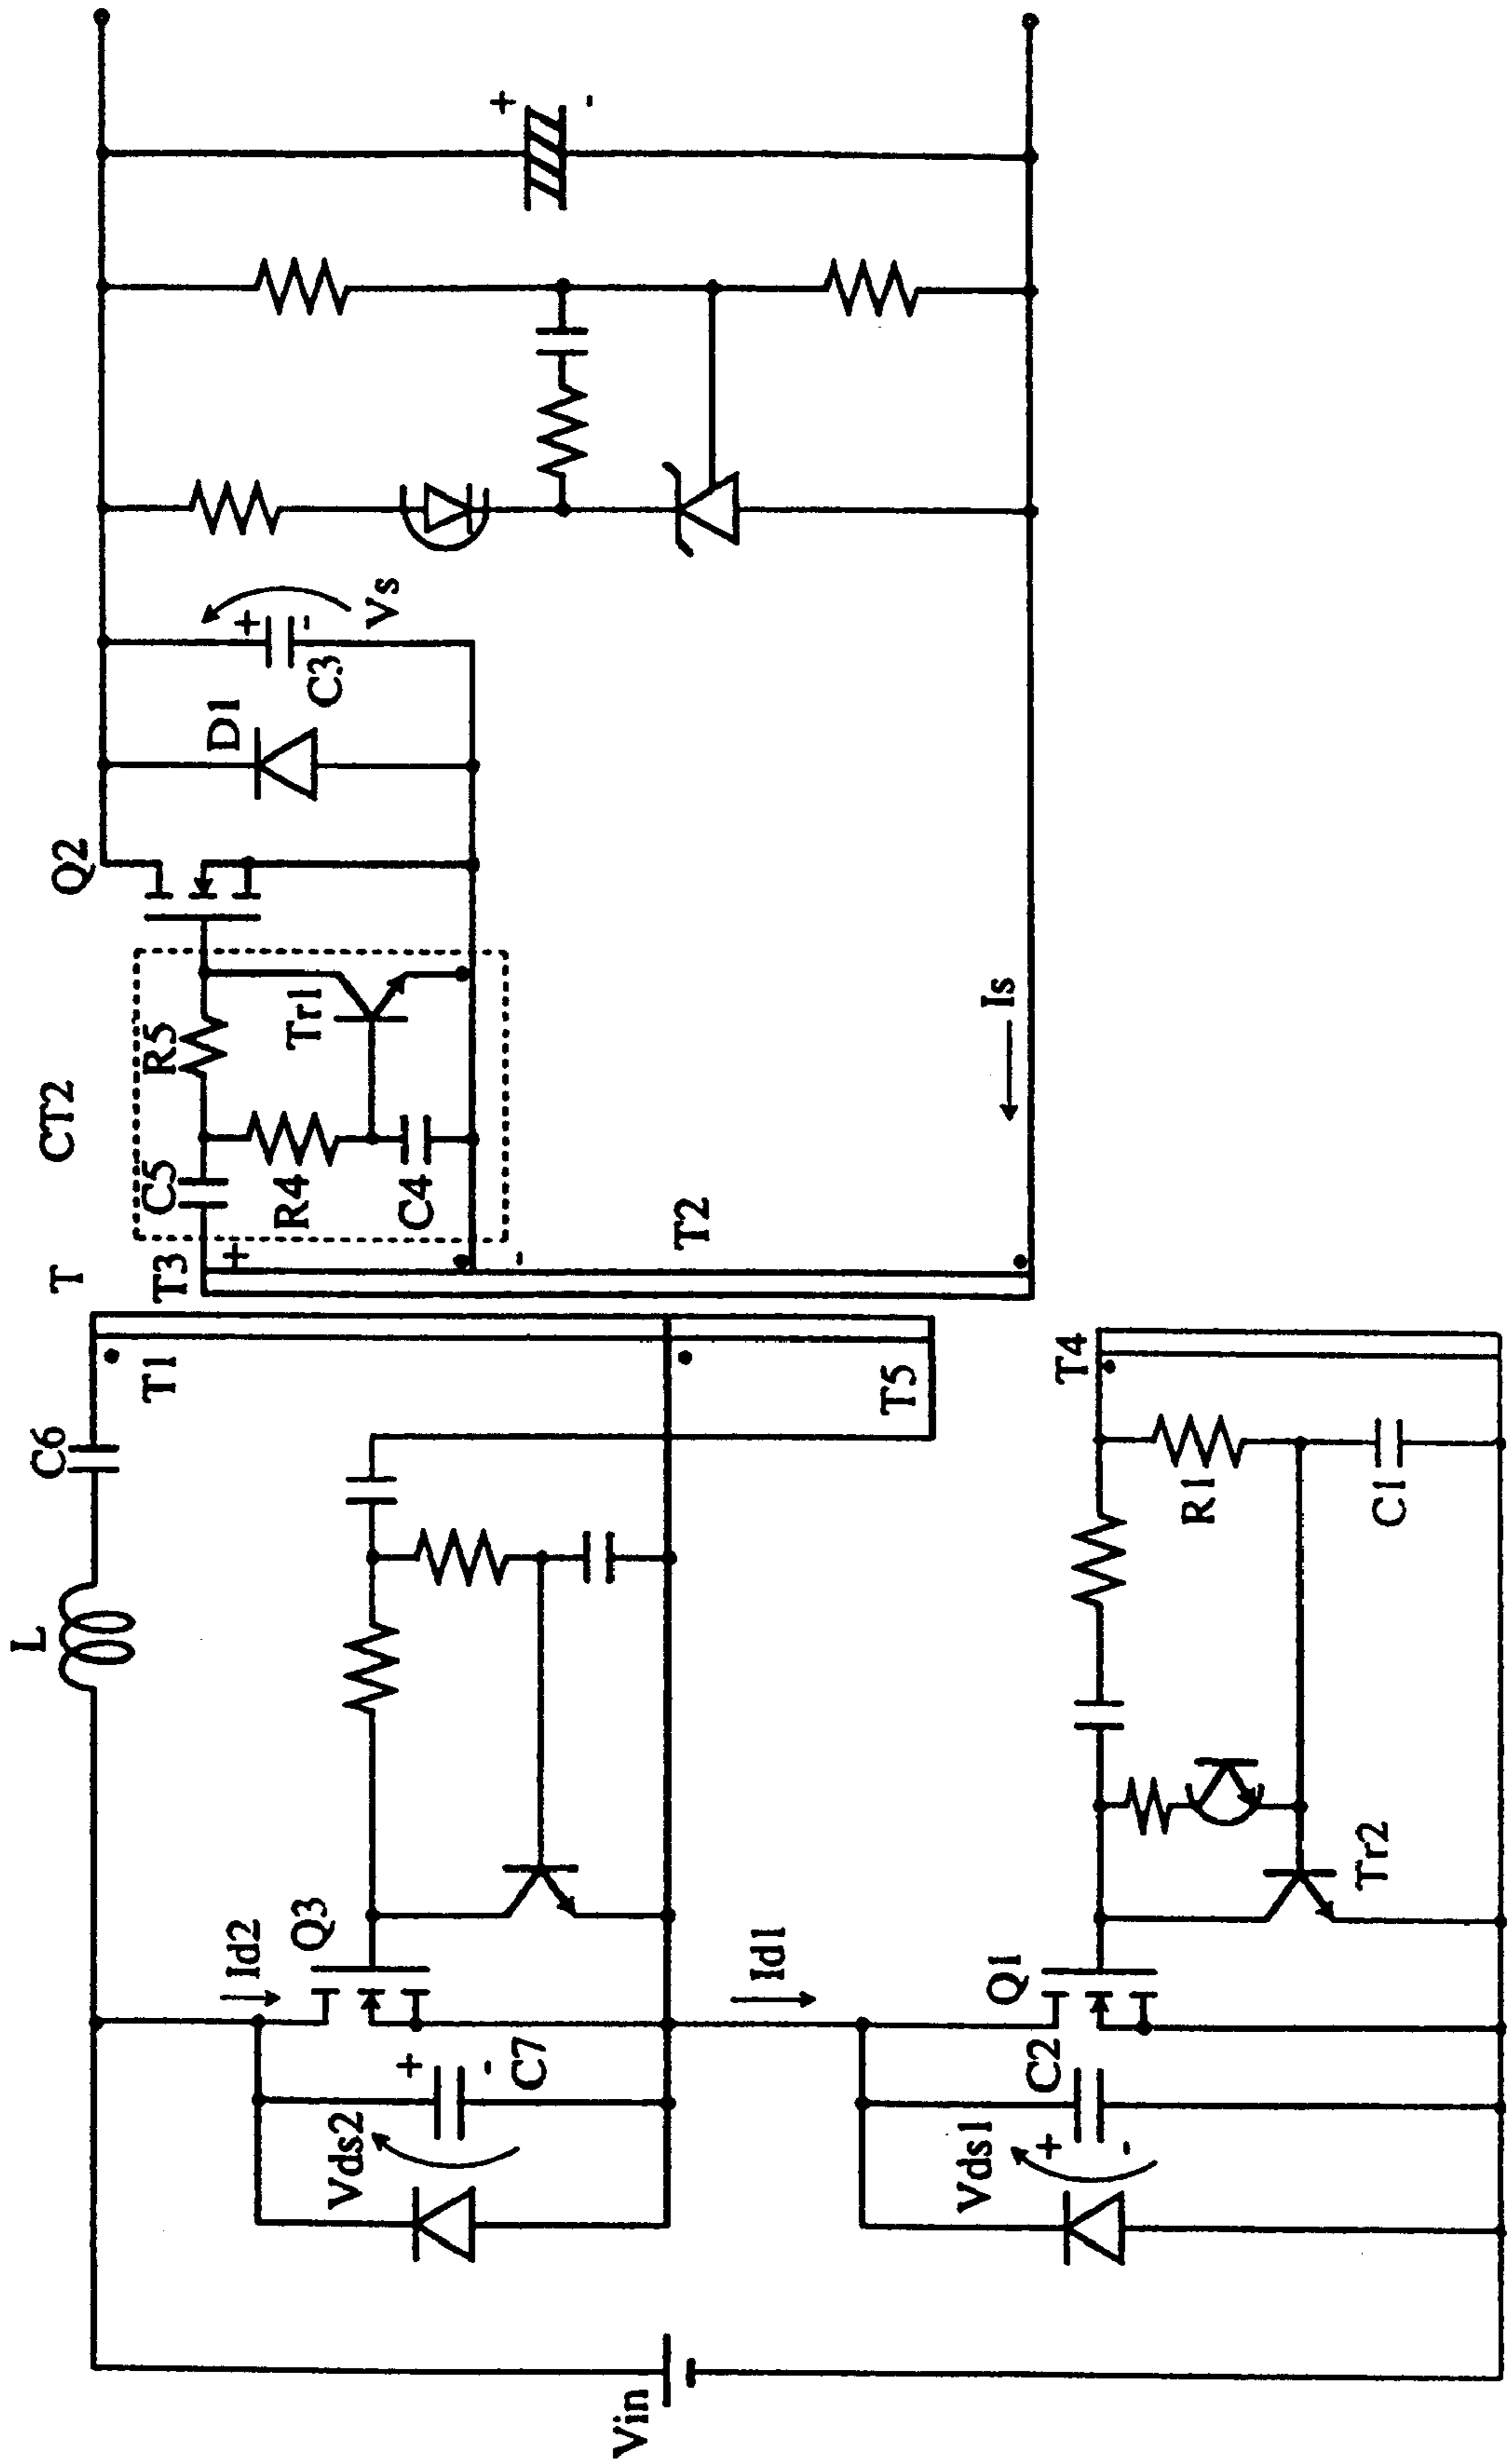 L
C6
T
CT2
Q2
T1
T3
C5
R5
D1
+
Id2
Q3
R4
Tr1
+
-
C3
Vs
Vds2
+
-
C7
C4
-
+
-
Vin
T2
Id1
T5
Is
Vds1
+
-
C2
Q1
T4
R1
Tr2
C1